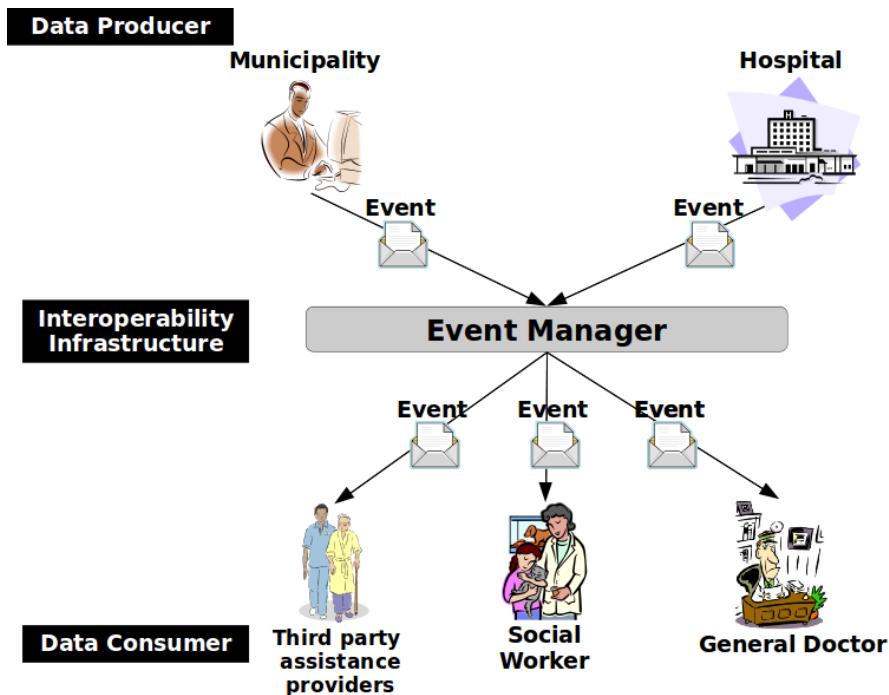 Data Producer
Municipality
Hospital
Event
Event
Interoperability
Infrastructure
Event Manager
Event
Event
Event
Data Consumer
Third party
assistance
providers
Social
Worker
General Doctor